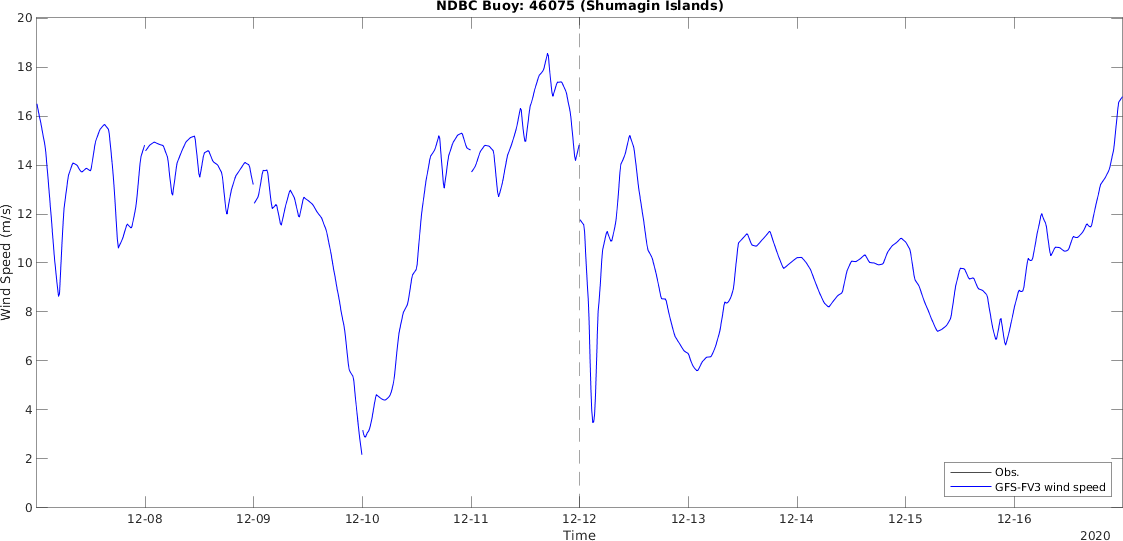 NDBC Buoy: 46075 (Shumagin Islands)
20
18
16
14
12
10
8
6
4
2
0
Wind Speed (m/s)
12-08 12-09 12-10 12-11 12-12 12-13 12-14 12-15 12-16
Time
2020
Obs.
GFS-FV3 wind speed